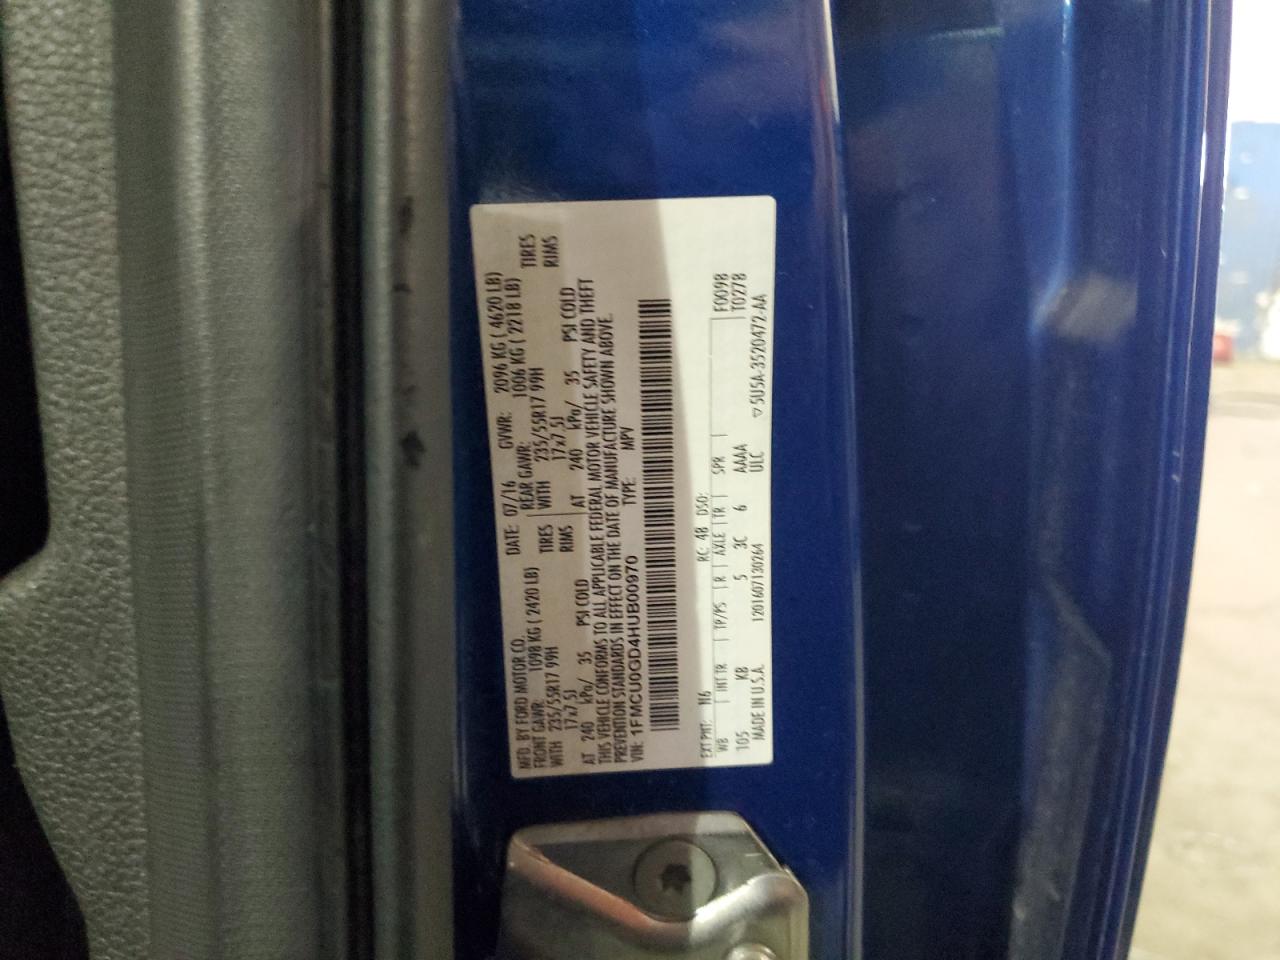 MFD. BY FORD MOTOR CO.
DATE: 07/16 GVWR: 2096 KG ( 4620 LB)
FRONT GAWR: 1098 KG ( 2420 LB) REAR GAWR: 1006 KG ( 2218 LB)
WITH 235/55R17 99H TIRES WITH 235/55R17 99H TIRES
17x7.5J RIMS 17x7.5J RIMS
AT 240 kPa/ 35 PSI COLD AT 240 kPa/ 35 PSI COLD
THIS VEHICLE CONFORMS TO ALL APPLICABLE FEDERAL MOTOR VEHICLE SAFETY AND THEFT
PREVENTION STANDARDS IN EFFECT ON THE DATE OF MANUFACTURE SHOWN ABOVE.
VIN: 1FMCU0GD4HUB00970 TYPE: MPV
EXT PNT: N6 RC: 48 DSO: F0098
WB INT TR TP/PS R AXLE TR SPR T0278
105 KB 5 3C 6 AAAA
MADE IN U.S.A. 1201607130264 ULC ▽5U5A-3520472-AA